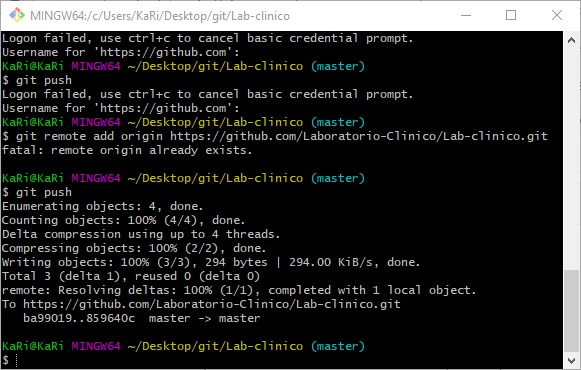 MINGW64:/c/Users/KaRi/Desktop/git/Lab-clinico
Logon failed, use ctrl+c to cancel basic credential prompt.
Username for 'https://github.com':
KaRi@KaRi MINGW64 ~/Desktop/git/Lab-clinico (master)
$ git push
Logon failed, use ctrl+c to cancel basic credential prompt.
Username for 'https://github.com':
KaRi@KaRi MINGW64 ~/Desktop/git/Lab-clinico (master)
$ git remote add origin https://github.com/Laboratorio-Clinico/Lab-clinico.git
fatal: remote origin already exists.
KaRi@KaRi MINGW64 ~/Desktop/git/Lab-clinico (master)
$ git push
Enumerating objects: 4, done.
Counting objects: 100% (4/4), done.
Delta compression using up to 4 threads.
Compressing objects: 100% (2/2), done.
Writing objects: 100% (3/3), 294 bytes | 294.00 KiB/s, done.
Total 3 (delta 1), reused 0 (delta 0)
remote: Resolving deltas: 100% (1/1), completed with 1 local object.
To https://github.com/Laboratorio-Clinico/Lab-clinico.git
   ba99019..859640c  master -> master
KaRi@KaRi MINGW64 ~/Desktop/git/Lab-clinico (master)
$